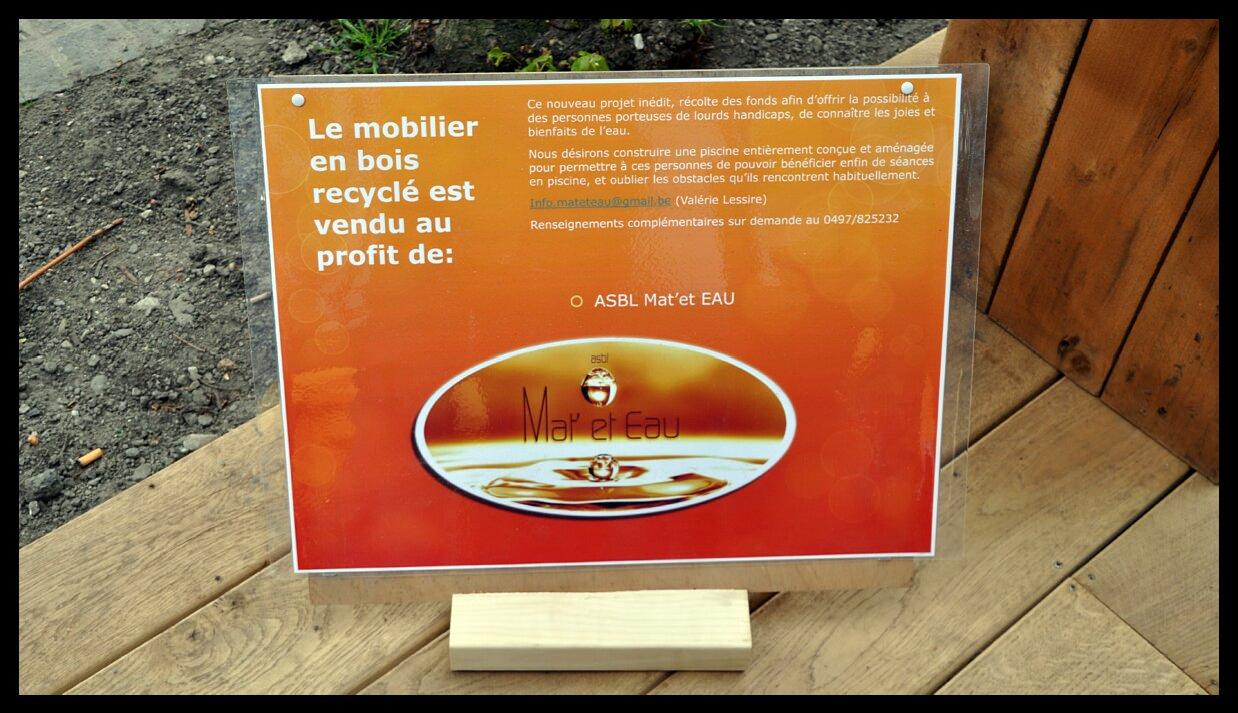 Le mobilier
en bois
recyclé est
vendu au
profit de:
Ce nouveau projet inédit, récolte des fonds afin d'offrir la possibilité à
des personnes porteuses de lourds handicaps, de connaître les joies et
bienfaits de l'eau.
Nous désirons construire une piscine entièrement conçue et aménagée
pour permettre à ces personnes de pouvoir bénéficier enfin de séances
en piscine, et oublier les obstacles qu'ils rencontrent habituellement.
Info.mateteau@gmail.be (Valérie Lessire)
Renseignements complémentaires sur demande au 0497/825232
ASBL Mat'et EAU
asbl
Mat' et Eau